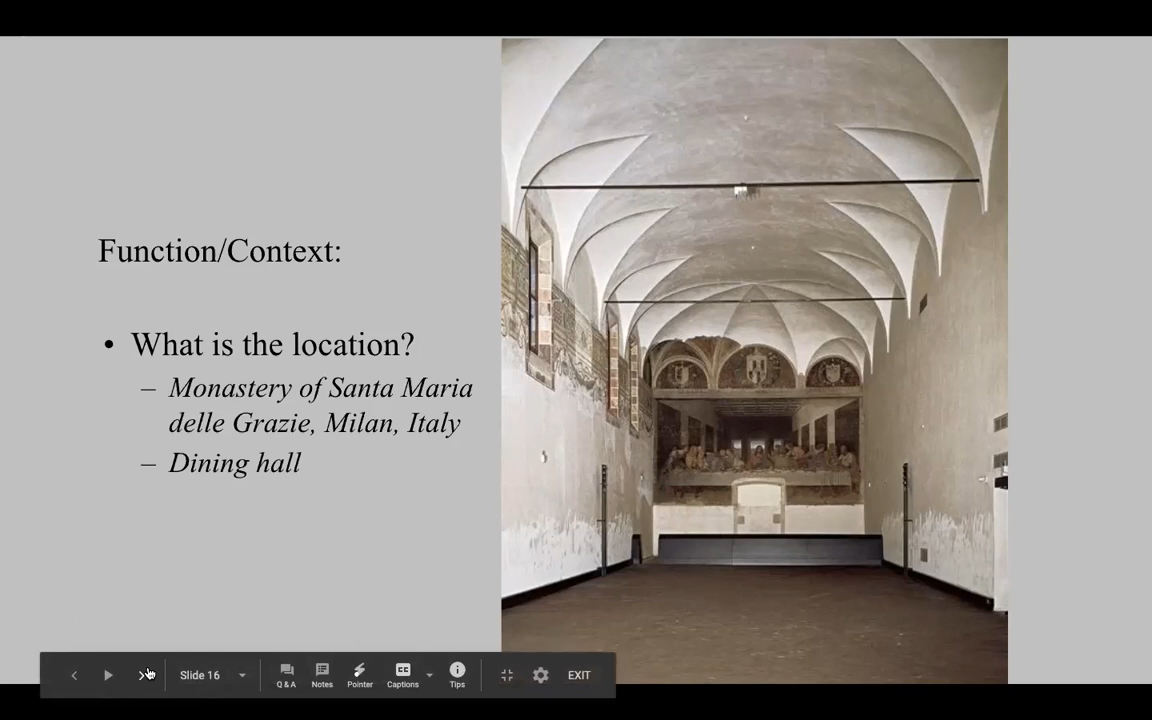 Function/Context:
• What is the location?
– Monastery of Santa Maria
delle Grazie, Milan, Italy
– Dining hall
Slide 16
Q & A
Notes
Pointer
CC
Captions
Tips
EXIT